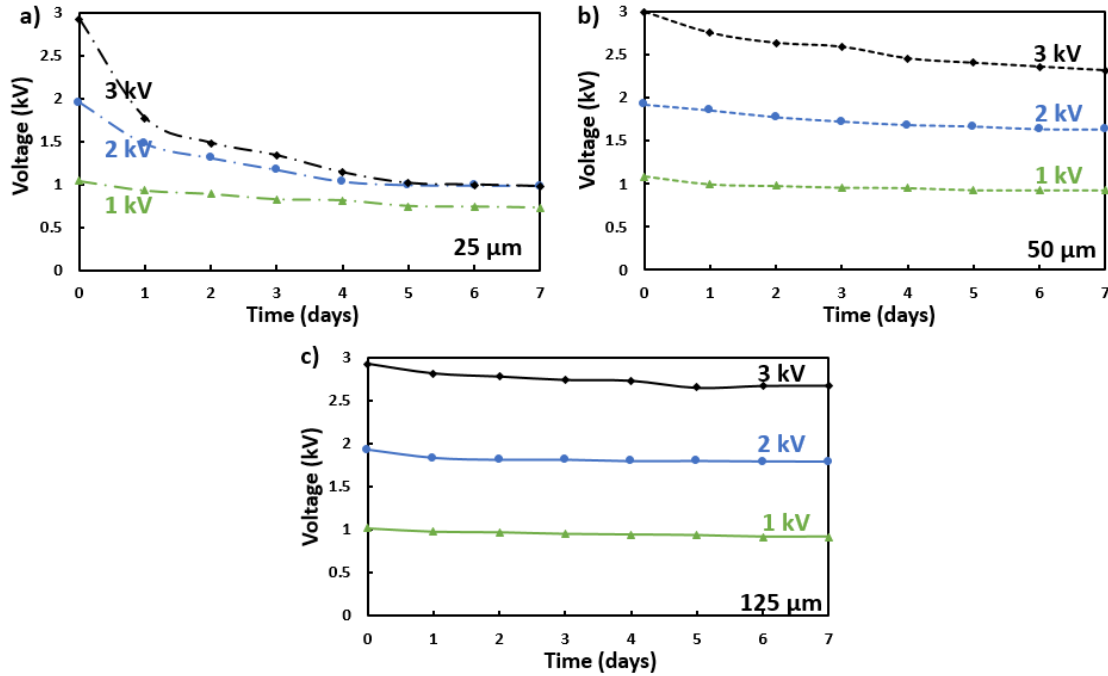 a)
Voltage (kV)
3
2.5
2
1.5
1
0.5
0
3 kV
2 kV
1 kV
25 μm
0 1 2 3 4 5 6 7
Time (days)
b)
Voltage (kV)
3
2.5
2
1.5
1
0.5
0
3 kV
2 kV
1 kV
50 μm
0 1 2 3 4 5 6 7
Time (days)
c)
Voltage (kV)
3
2.5
2
1.5
1
0.5
0
3 kV
2 kV
1 kV
125 μm
0 1 2 3 4 5 6 7
Time (days)